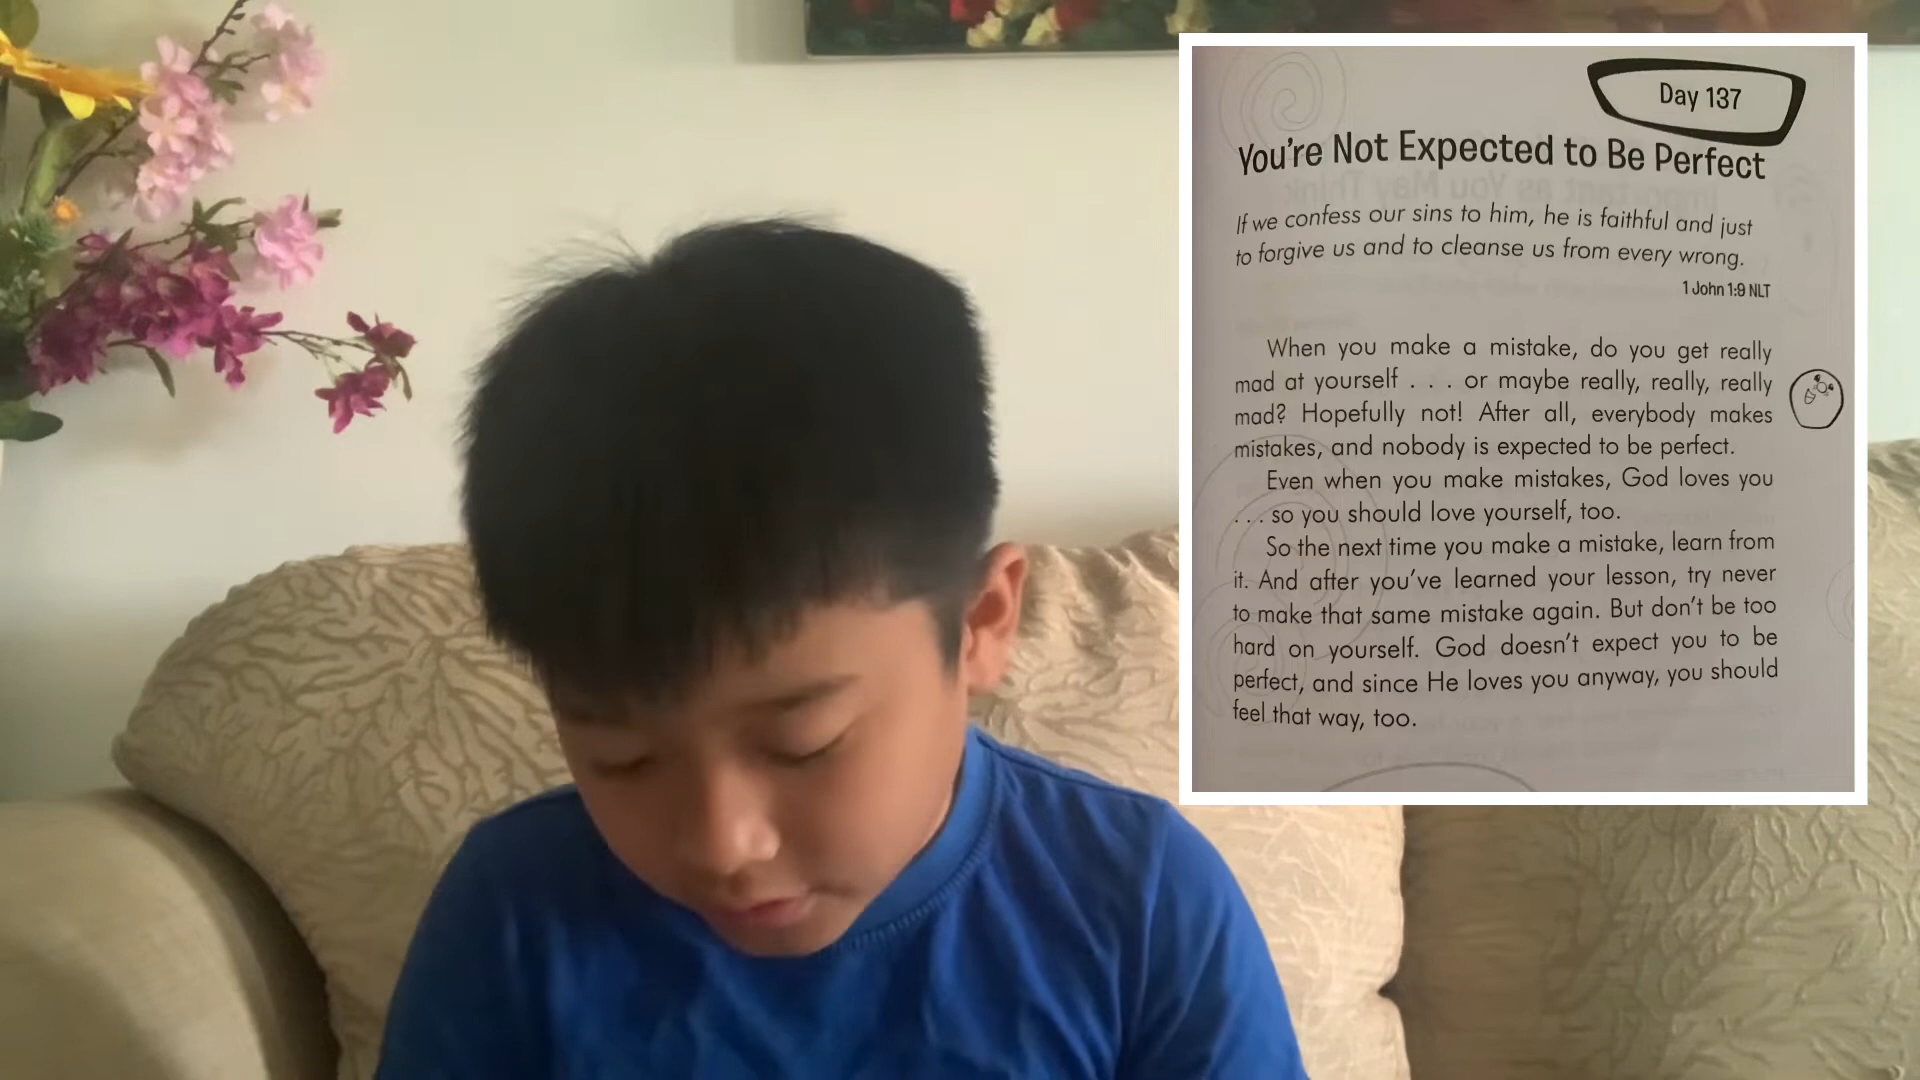 Day 137
You're Not Expected to Be Perfect
If we confess our sins to him, he is faithful and just
to forgive us and to cleanse us from every wrong.
1 John 1:9 NLT
When you make a mistake, do you get really
mad at yourself . . . or maybe really, really, really
mad? Hopefully not! After all, everybody makes
mistakes, and nobody is expected to be perfect.
Even when you make mistakes, God loves you
. . . so you should love yourself, too.
So the next time you make a mistake, learn from
it. And after you've learned your lesson, try never
to make that same mistake again. But don't be too
hard on yourself. God doesn't expect you to be
perfect, and since He loves you anyway, you should
feel that way, too.